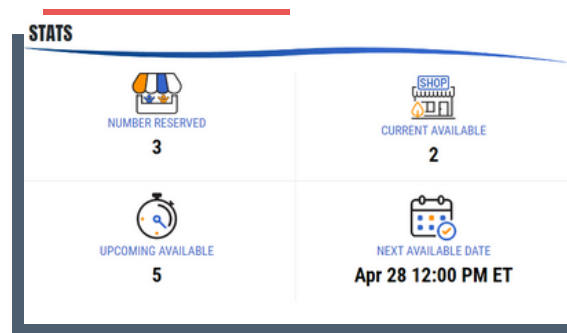 STATS
NUMBER RESERVED
3
SHOP
CURRENT AVAILABLE
2
UPCOMING AVAILABLE
5
NEXT AVAILABLE DATE
Apr 28 12:00 PM ET